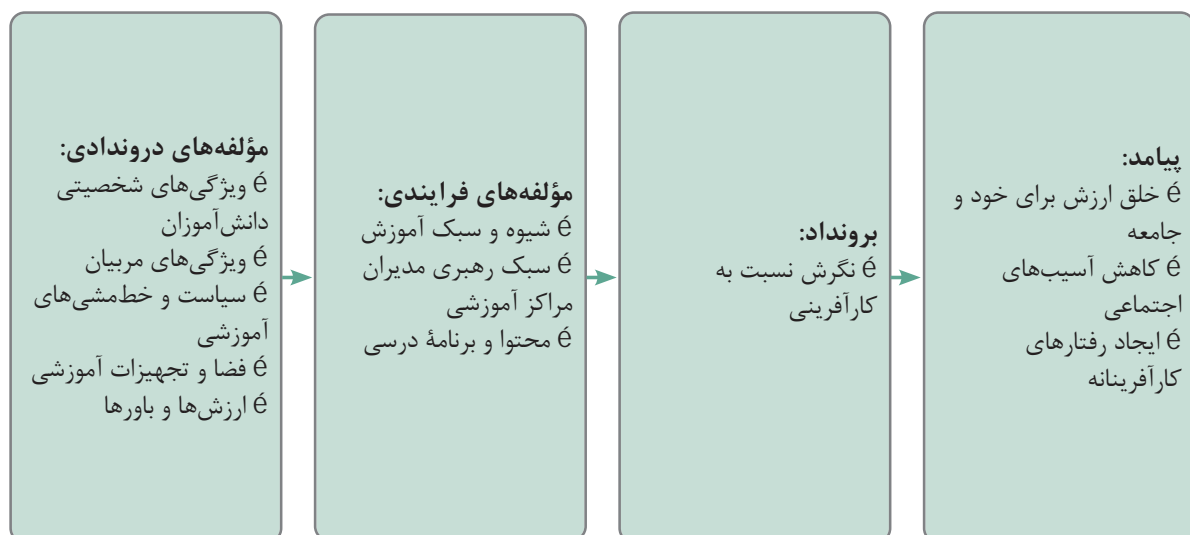 مؤلفه‌های دروندادی:
é ویژگی‌های شخصیتی
دانش‌آموزان
é ویژگی‌های مربیان
é سیاست و خط‌مشی‌های
آموزشی
é فضا و تجهیزات آموزشی
é ارزش‌ها و باورها
مؤلفه‌های فرایندی:
é شیوه و سبک آموزش
é سبک رهبری مدیران
مراکز آموزشی
é محتوا و برنامهٔ درسی
برونداد:
é نگرش نسبت به
کارآفرینی
پیامد:
é خلق ارزش برای خود و
جامعه
é کاهش آسیب‌های
اجتماعی
é ایجاد رفتارهای
کارآفرینانه